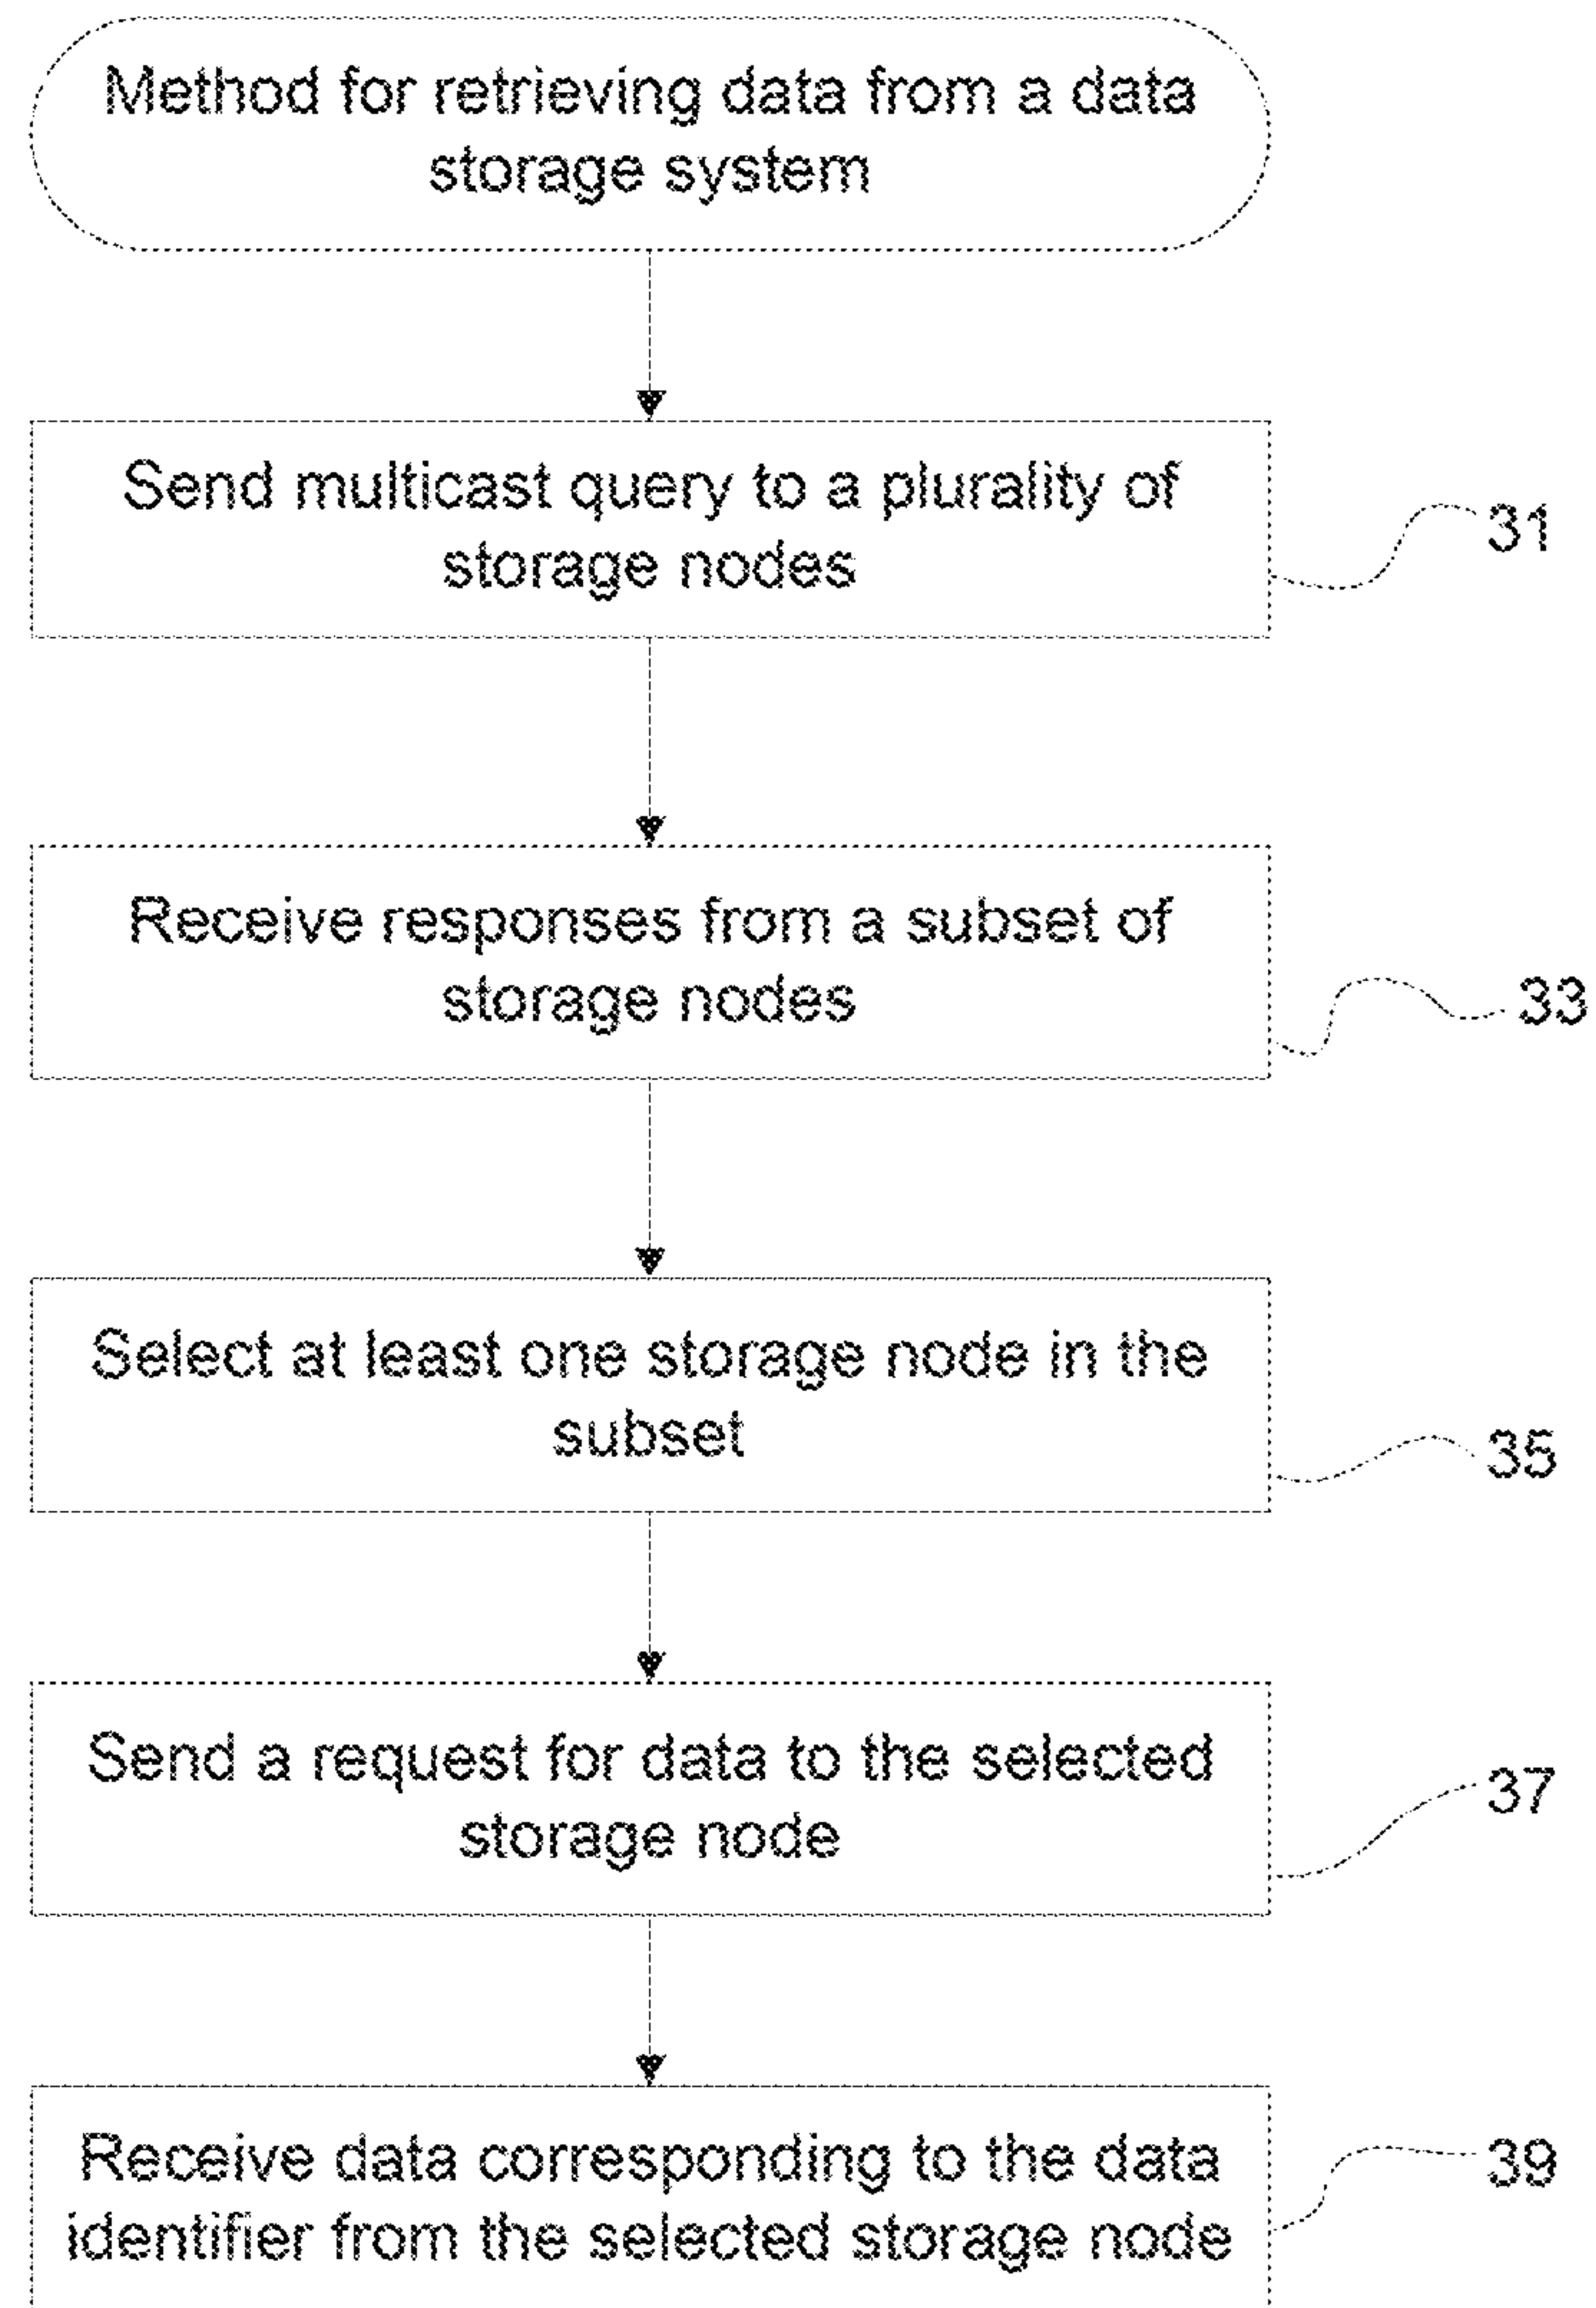 Method for retrieving data from a data
storage system
Send multicast query to a plurality of
storage nodes
31
Receive responses from a subset of
storage nodes
33
Select at least one storage node in the
subset
35
Send a request for data to the selected
storage node
37
Receive data corresponding to the data
identifier from the selected storage node
39